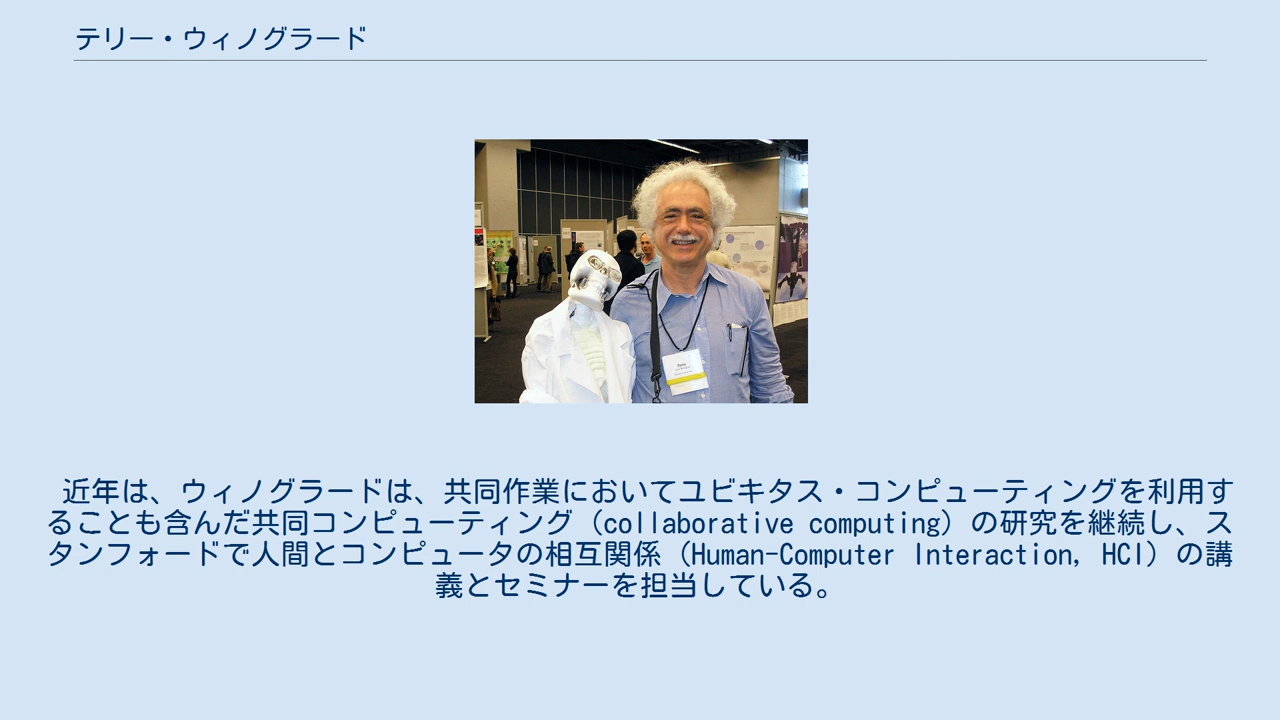 テリー・ウィノグラード
近年は、ウィノグラードは、共同作業においてユビキタス・コンピューティングを利用す
ることも含んだ共同コンピューティング（collaborative computing）の研究を継続し、ス
タンフォードで人間とコンピュータの相互関係（Human-Computer Interaction, HCI）の講
義とセミナーを担当している。